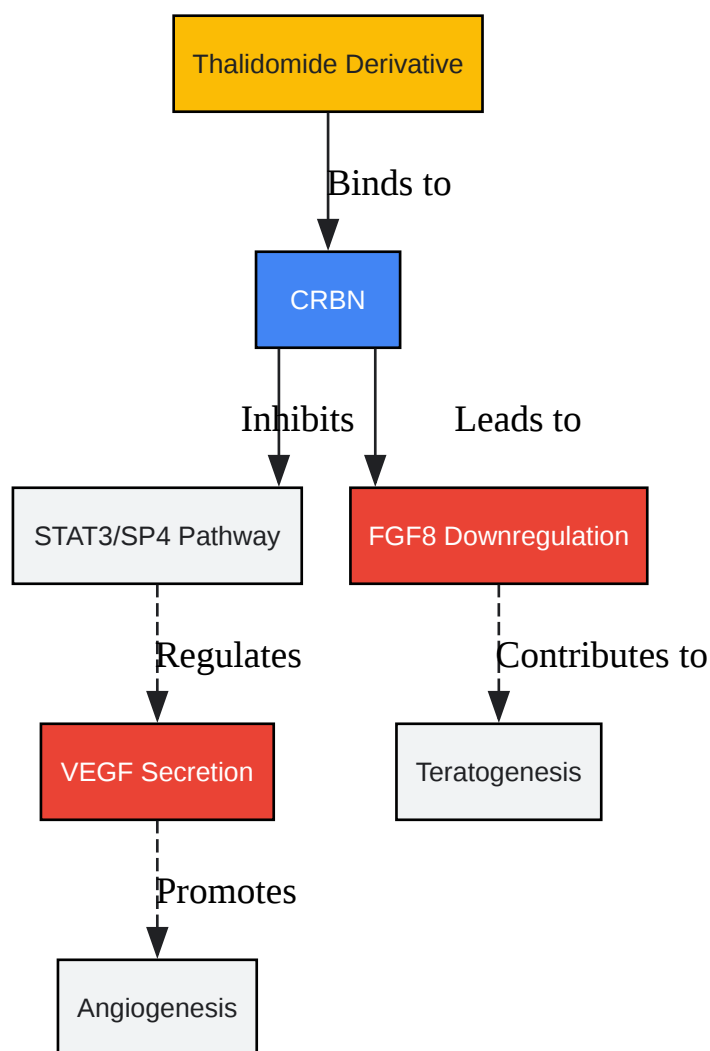 Thalidomide Derivative
Binds to
CRBN
Inhibits
Leads to
STAT3/SP4 Pathway
FGF8 Downregulation
Regulates
Contributes to
VEGF Secretion
Teratogenesis
Promotes
Angiogenesis